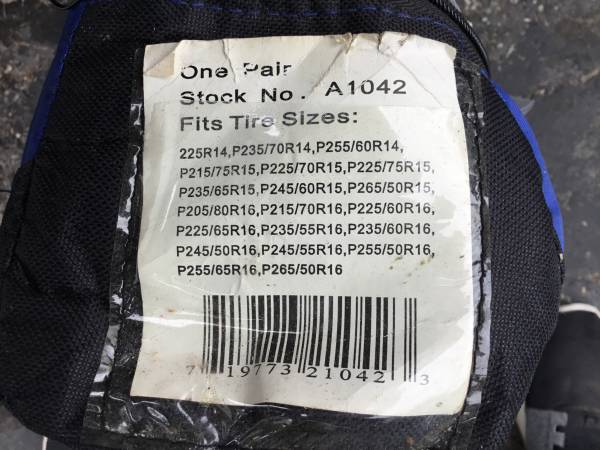 One Pair
Stock No. A1042
Fits Tire Sizes:
225R14,P235/70R14,P255/60R14,
P215/75R15,P225/70R15,P225/75R15,
P235/65R15,P245/60R15,P265/50R15,
P205/80R16,P215/70R16,P225/60R16,
P225/65R16,P235/55R16,P235/60R16,
P245/50R16,P245/55R16,P255/50R16,
P255/65R16,P265/50R16
7 19773 21042 3